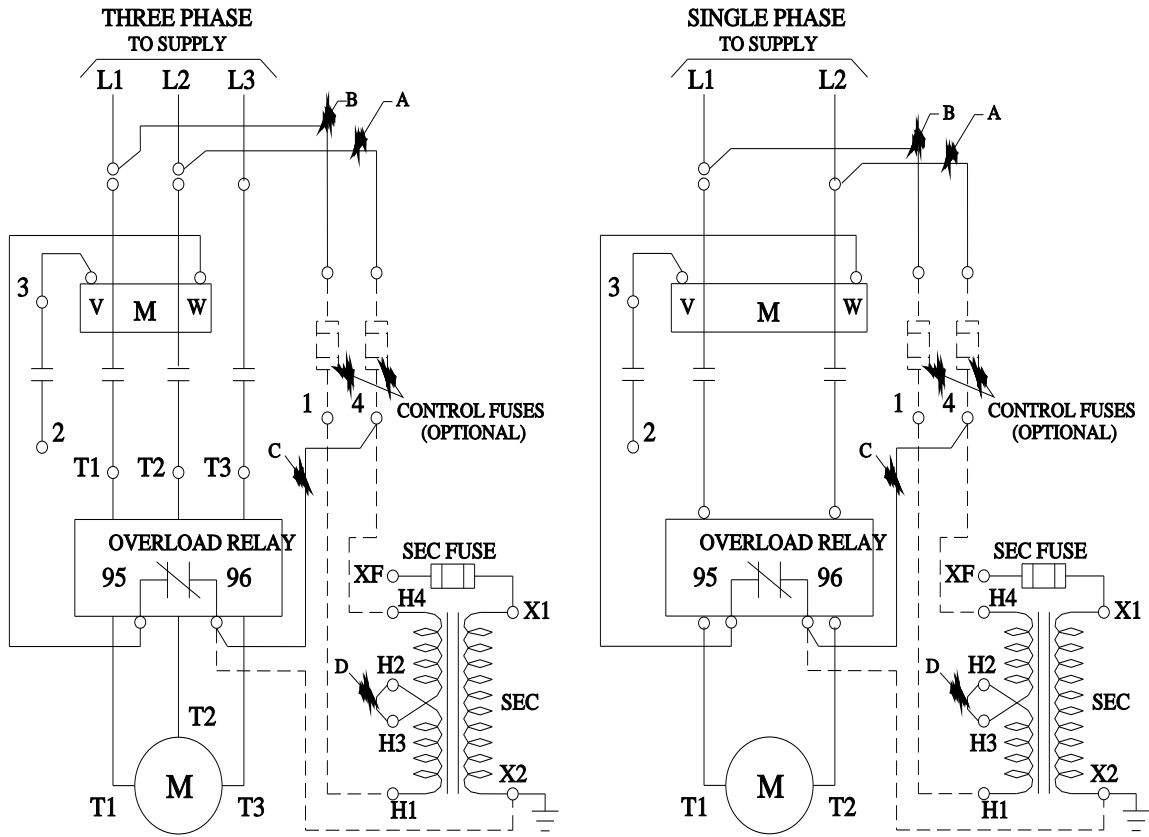 THREE PHASE
TO SUPPLY
L1 L2 L3
B A
3
V M W
1 4
CONTROL FUSES
(OPTIONAL)
2
C
T1 T2 T3
OVERLOAD RELAY
95 96
SEC FUSE
XF
H4 X1
D H2
SEC
T2
H3
M
X2
T1 T3
H1
SINGLE PHASE
TO SUPPLY
L1 L2
B A
3
V M W
1 4
CONTROL FUSES
(OPTIONAL)
2
C
OVERLOAD RELAY
95 96
SEC FUSE
XF
H4 X1
D H2
SEC
H3
M
X2
T1 T2
H1